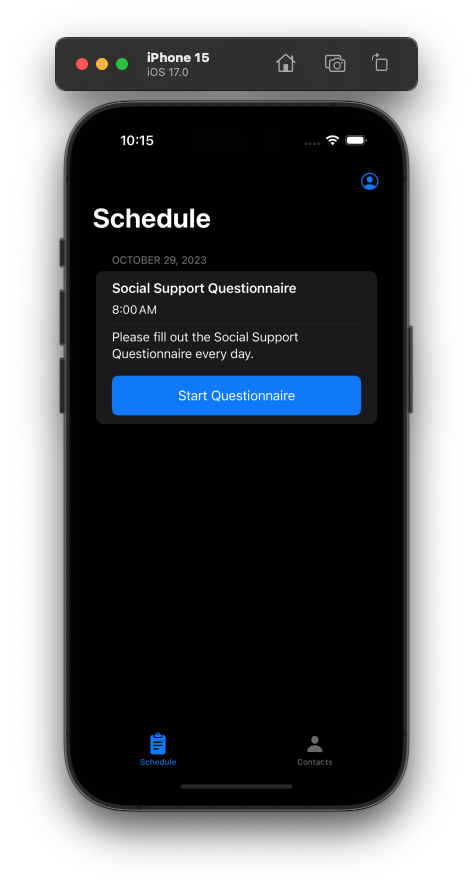 iPhone 15
iOS 17.0
10:15
Schedule
OCTOBER 29, 2023
Social Support Questionnaire
8:00 AM
Please fill out the Social Support
Questionnaire every day.
Start Questionnaire
Schedule
Contacts